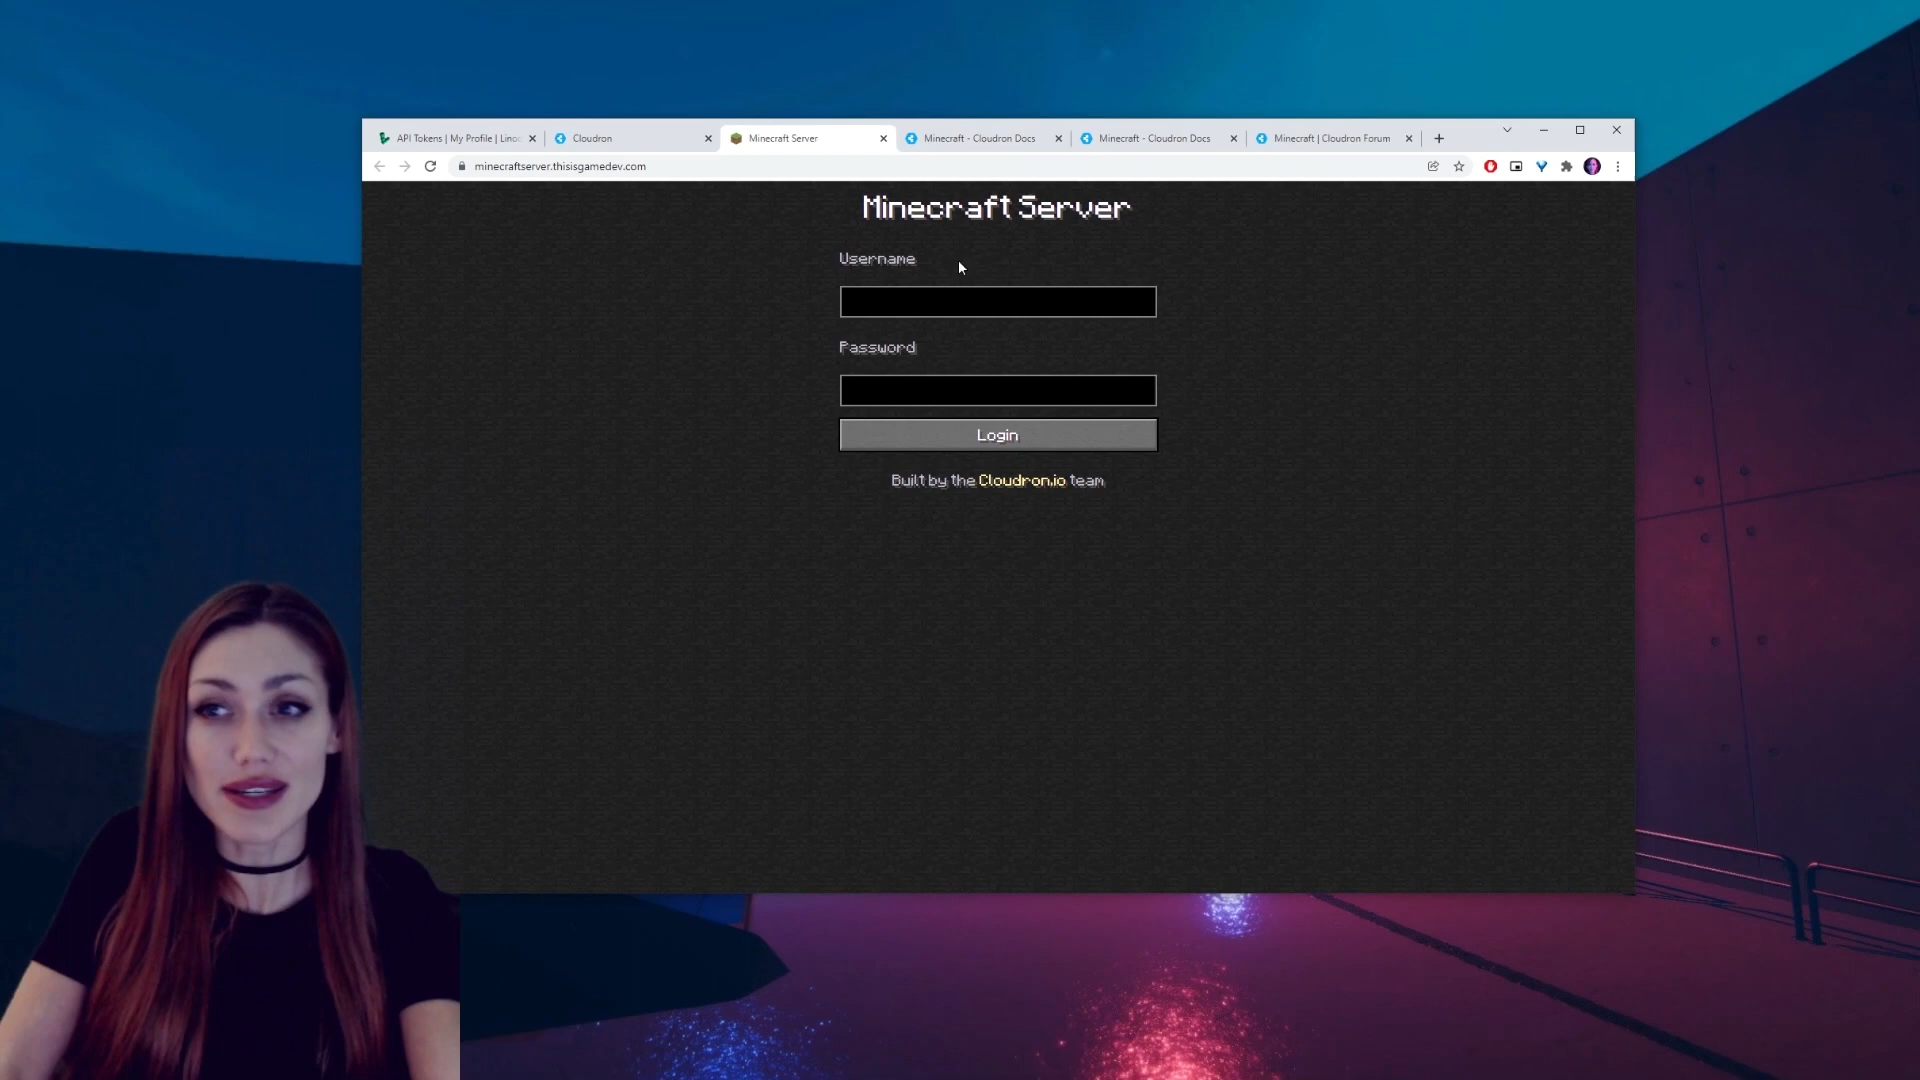 API Tokens | My Profile | Lino
Cloudron
Minecraft Server
Minecraft - Cloudron Docs
Minecraft - Cloudron Docs
Minecraft | Cloudron Forum
minecraftserver.thisisgamedev.com
Minecraft Server
Username
Password
Login
Built by the Cloudron.io team